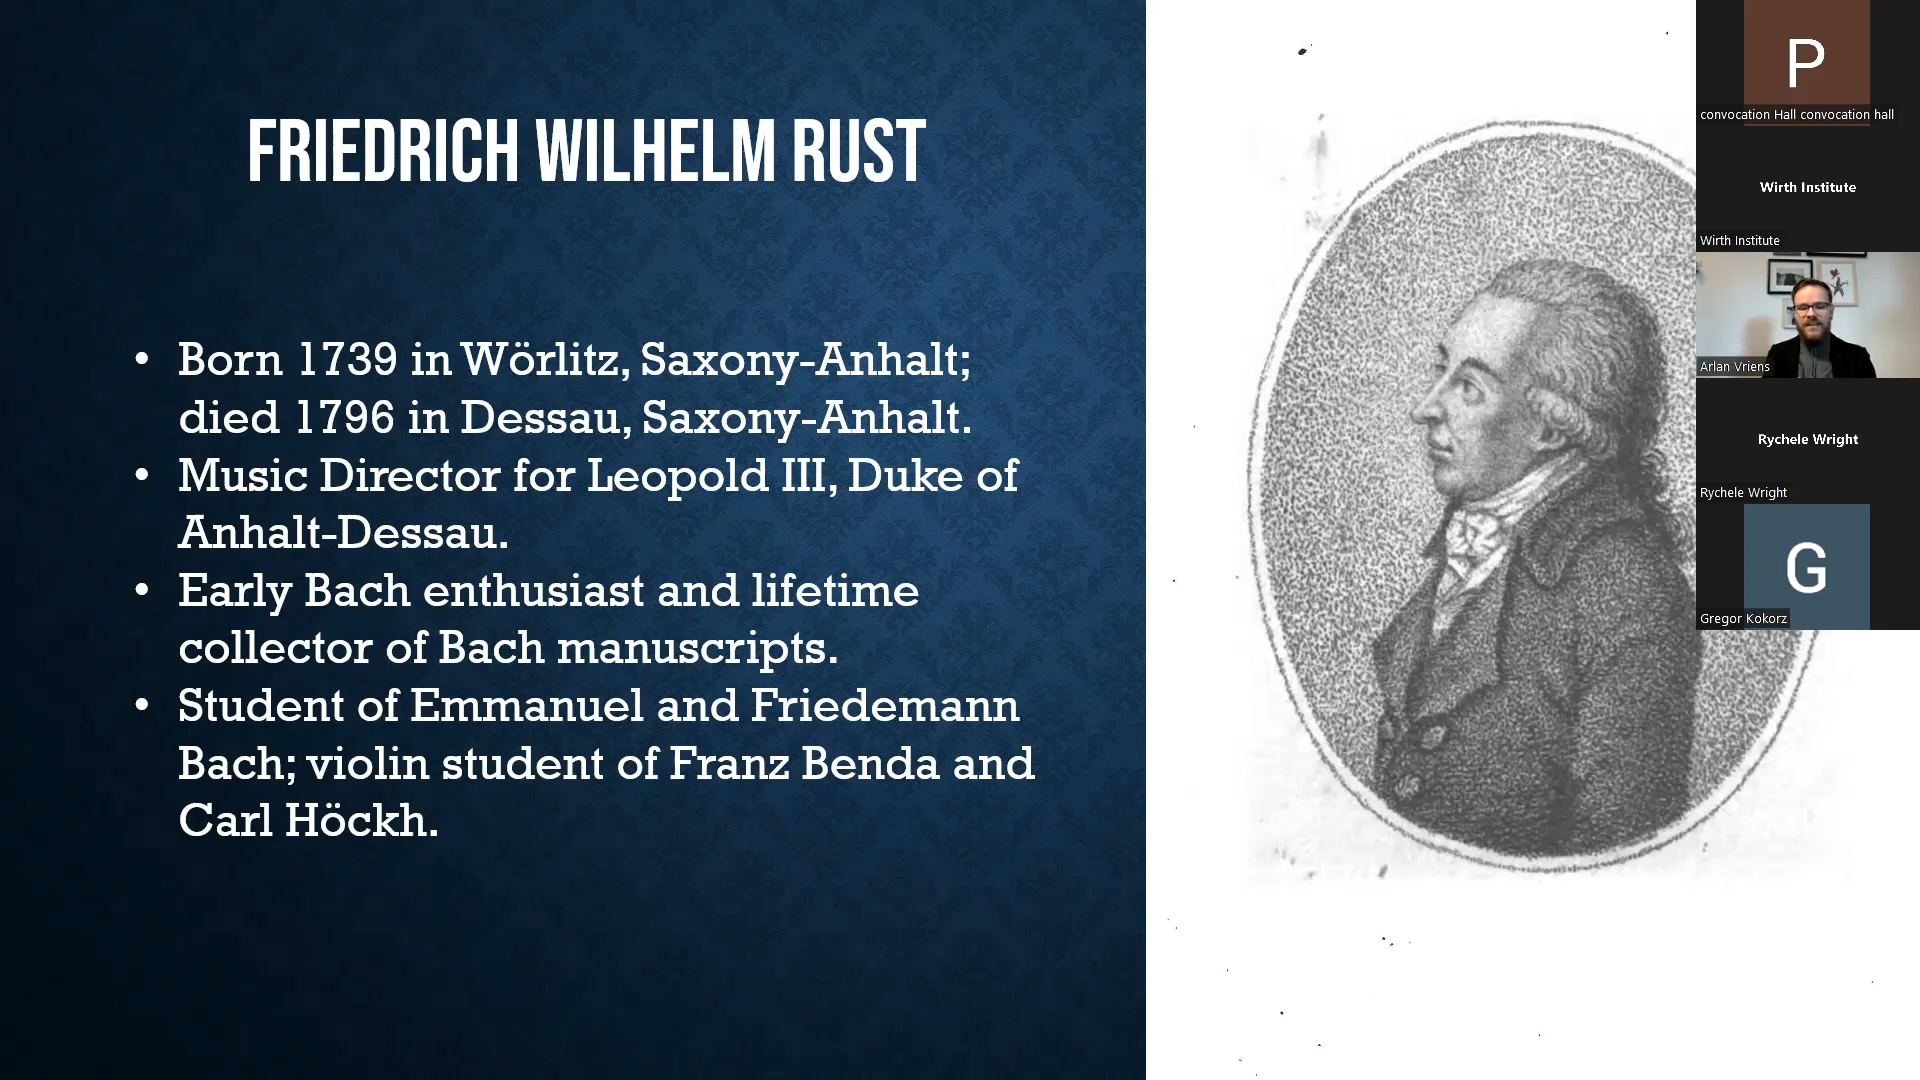 FRIEDRICH WILHELM RUST
• Born 1739 in Wörlitz, Saxony-Anhalt;
died 1796 in Dessau, Saxony-Anhalt.
• Music Director for Leopold III, Duke of
Anhalt-Dessau.
• Early Bach enthusiast and lifetime
collector of Bach manuscripts.
• Student of Emmanuel and Friedemann
Bach; violin student of Franz Benda and
Carl Höckh.
P
convocation Hall convocation hall
Wirth Institute
Wirth Institute
Arlan Vriens
Rychele Wright
Rychele Wright
G
Gregor Kokorz